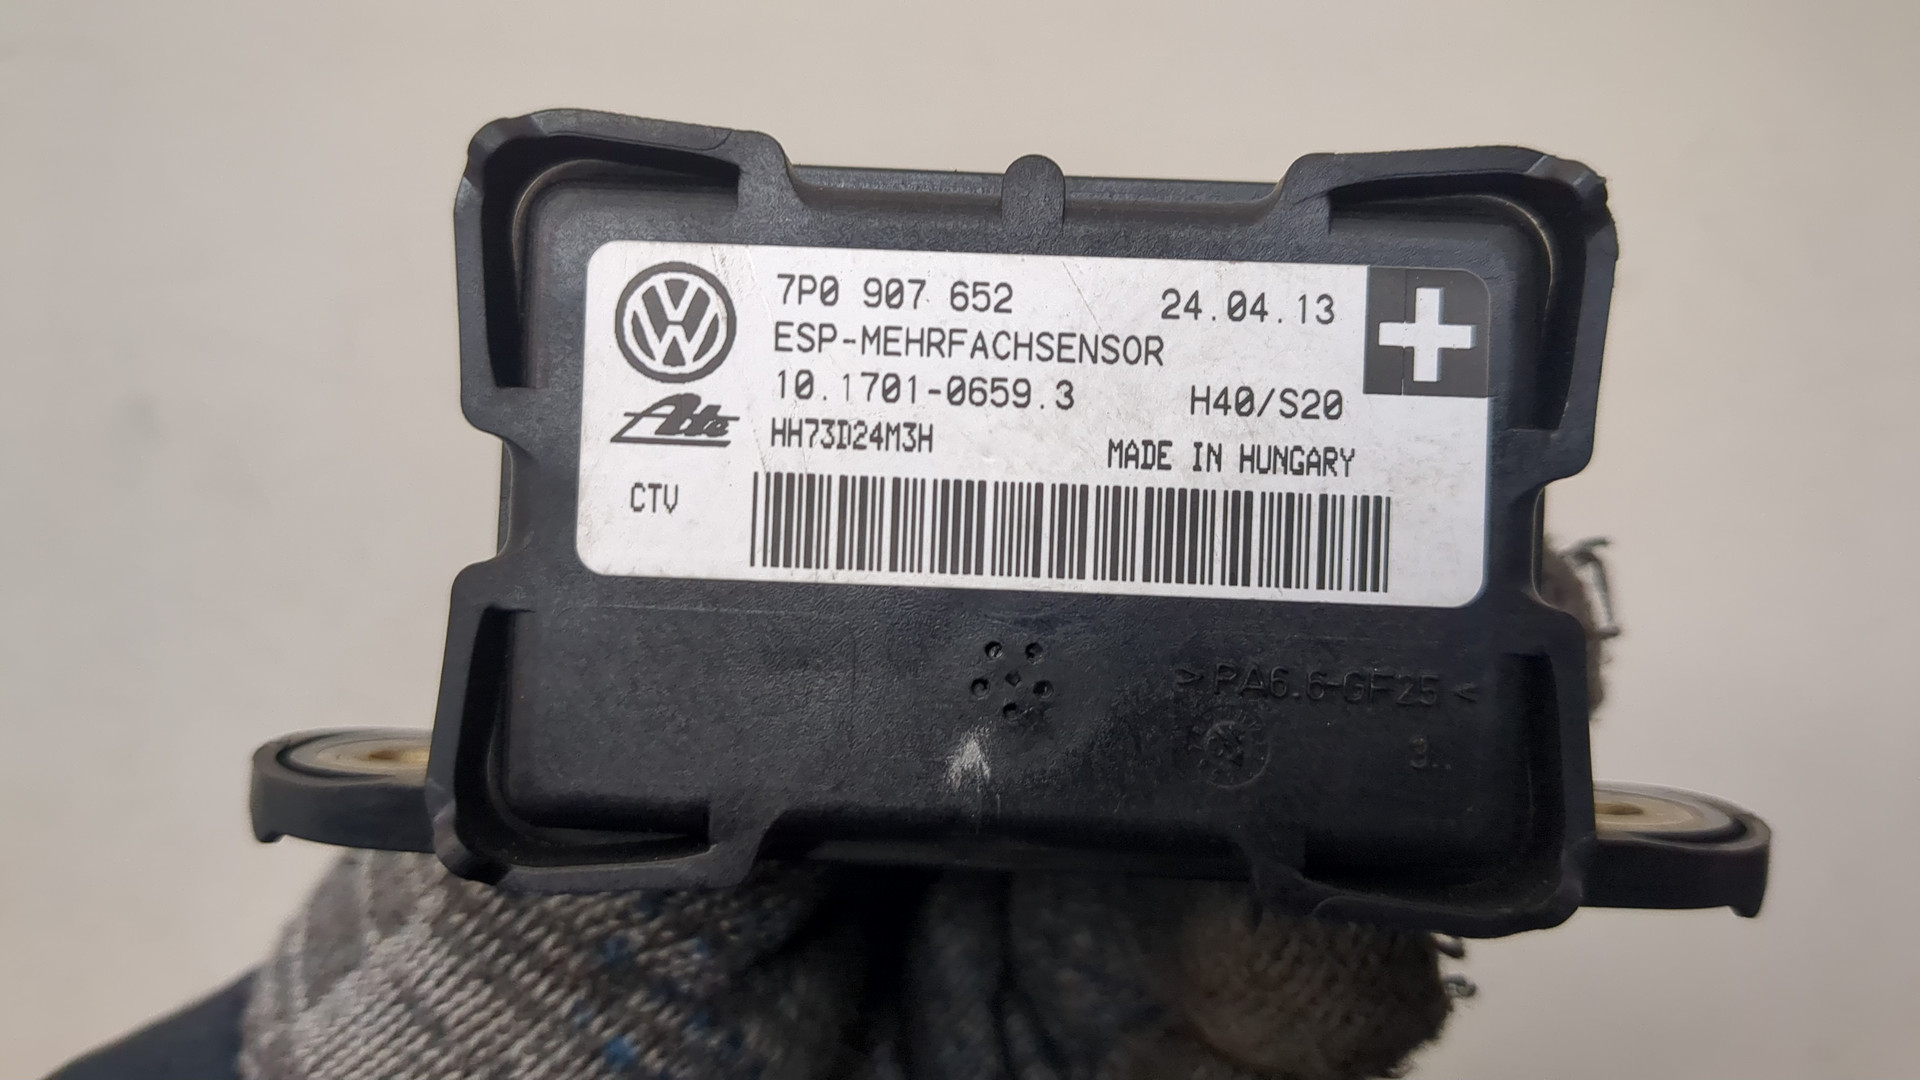 7P0 907 652 24.04.13
ESP-MEHRFACHSENSOR
10.1701-0659.3 H40/S20
Ate HH73D24M3H
MADE IN HUNGARY
CTV
> PA6.6-GF25 <